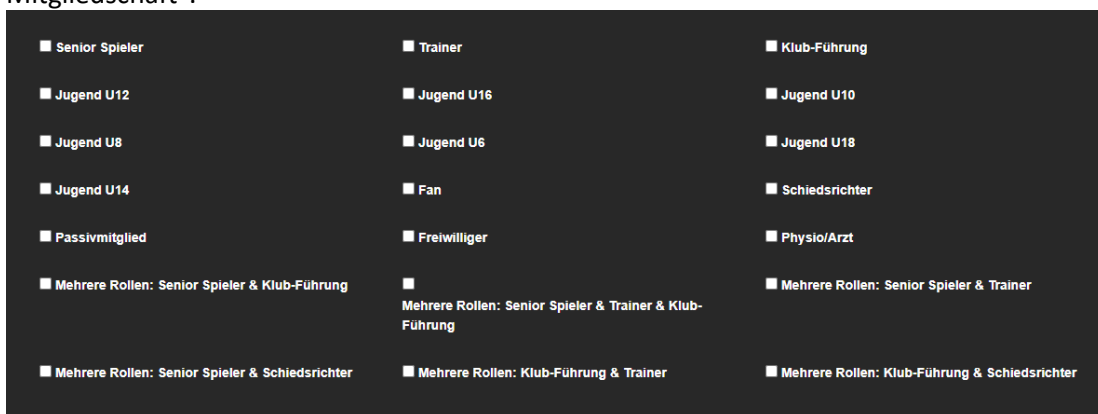 Mitgliedschaft".
Senior Spieler
Trainer
Klub-Führung
Jugend U12
Jugend U16
Jugend U10
Jugend U8
Jugend U6
Jugend U18
Jugend U14
Fan
Schiedsrichter
Passivmitglied
Freiwilliger
Physio/Arzt
Mehrere Rollen: Senior Spieler & Klub-Führung
Mehrere Rollen: Senior Spieler & Trainer & Klub-
Führung
Mehrere Rollen: Senior Spieler & Trainer
Mehrere Rollen: Senior Spieler & Schiedsrichter
Mehrere Rollen: Klub-Führung & Trainer
Mehrere Rollen: Klub-Führung & Schiedsrichter